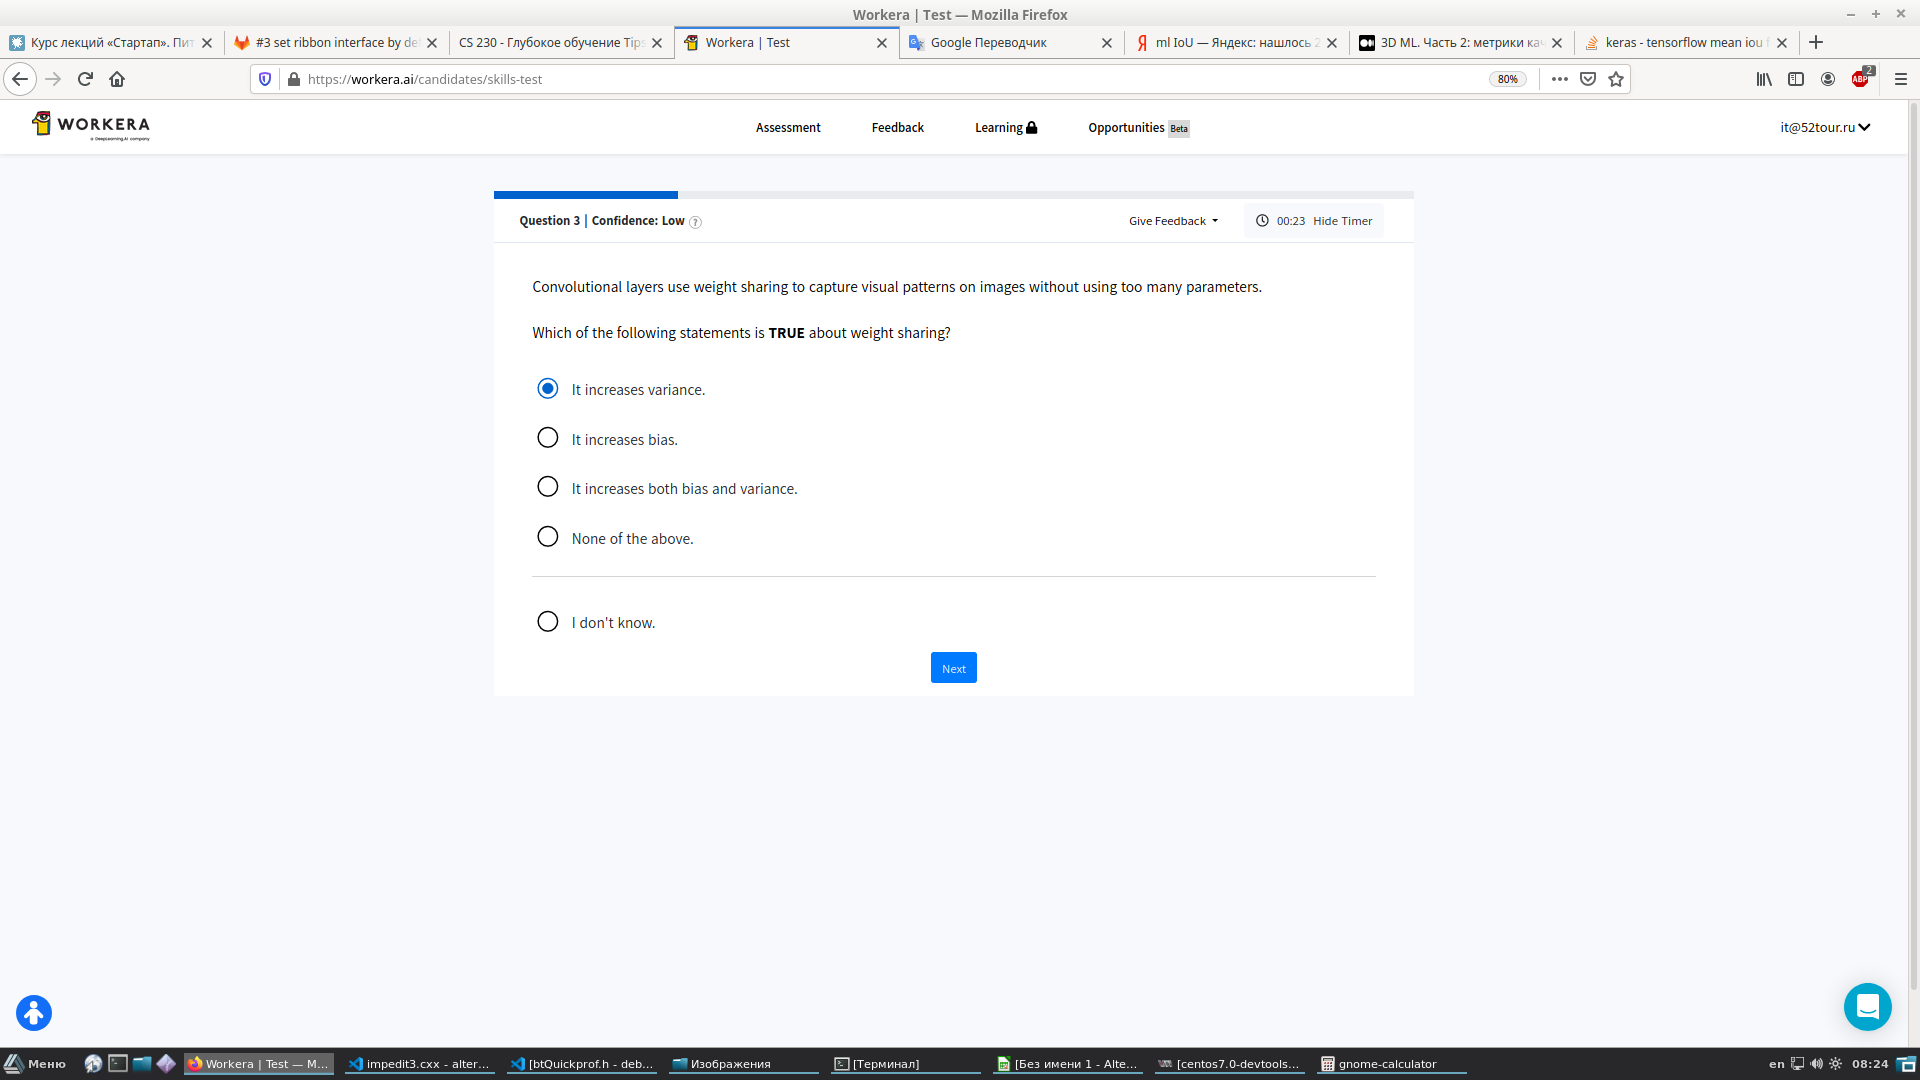 Workera | Test — Mozilla Firefox
Курс лекций «Стартап». Пит
#3 set ribbon interface by de
CS 230 - Глубокое обучение Tips
Workera | Test
Google Переводчик
ml IoU — Яндекс: нашлось 2
3D ML. Часть 2: метрики кач
keras - tensorflow mean iou f
https://workera.ai/candidates/skills-test
80%
ABP
2
WORKERA
a DeepLearning.AI company
Assessment
Feedback
Learning
Opportunities Beta
it@52tour.ru
Question 3 | Confidence: Low ?
Give Feedback
00:23 Hide Timer
Convolutional layers use weight sharing to capture visual patterns on images without using too many parameters.
Which of the following statements is TRUE about weight sharing?
It increases variance.
It increases bias.
It increases both bias and variance.
None of the above.
I don't know.
Next
Меню
Workera | Test — M...
impedit3.cxx - alter...
[btQuickprof.h - deb...
Изображения
[Терминал]
[Без имени 1 - Alte...
[centos7.0-devtools...
gnome-calculator
en
08:24